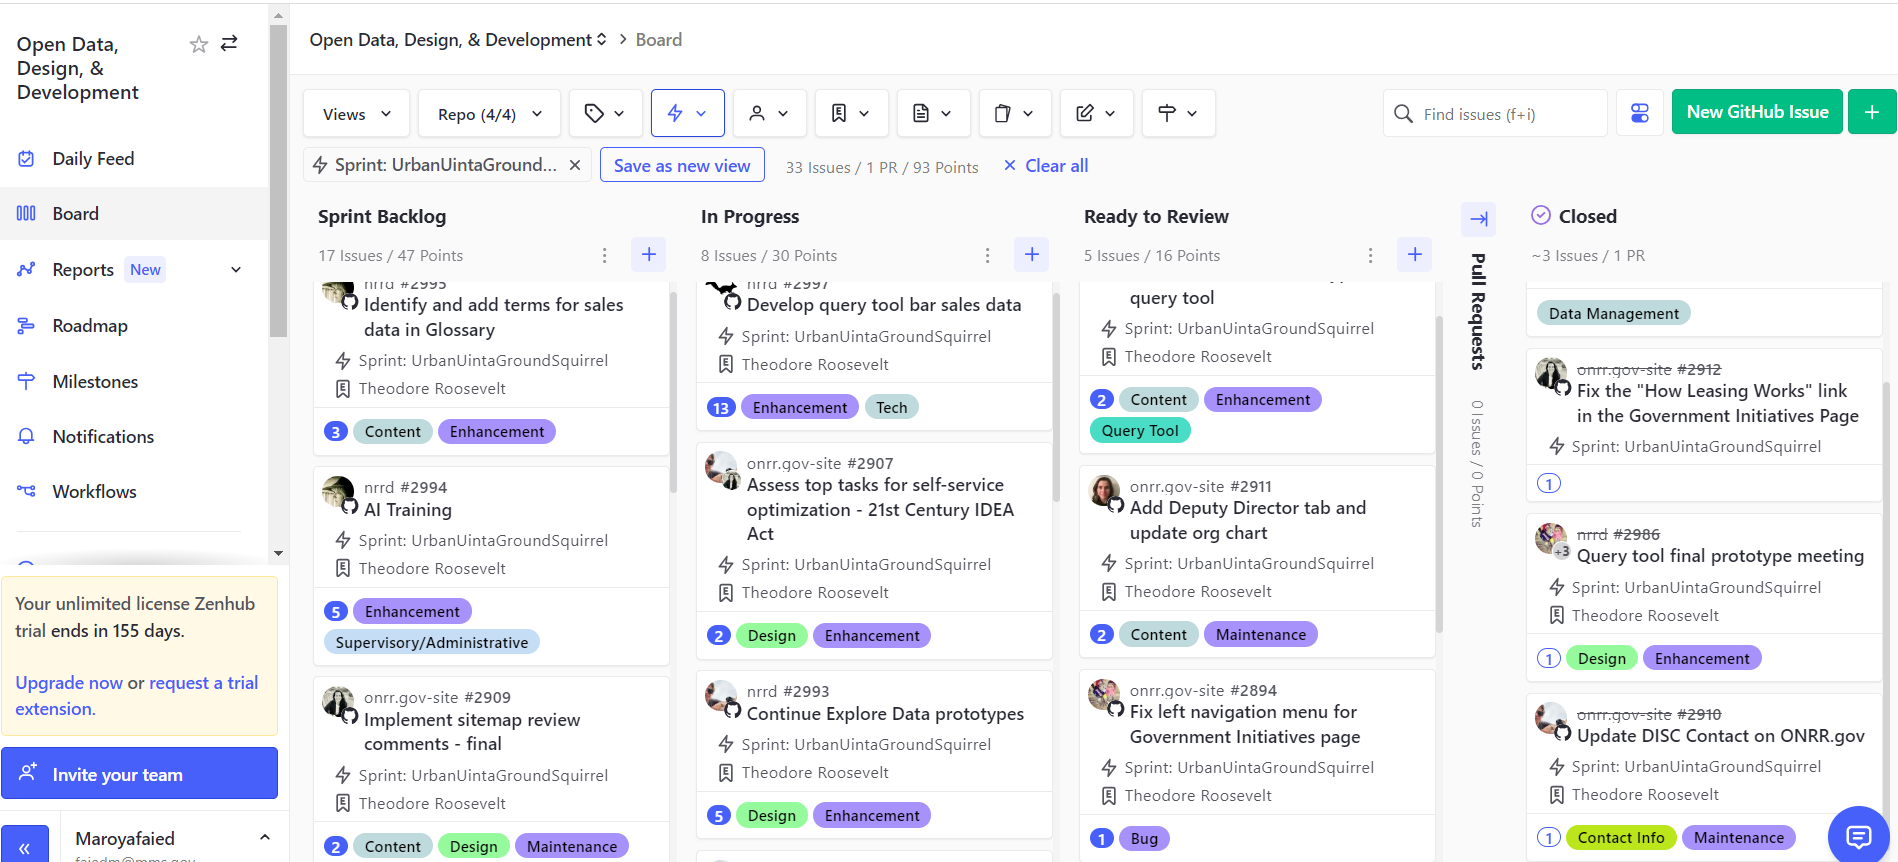 Open Data,
Design, &
Development
Daily Feed
Board
Reports New
Roadmap
Milestones
Notifications
Workflows
Your unlimited license Zenhub
trial ends in 155 days.
Upgrade now or request a trial
extension.
Invite your team
Maroyafaied
faiedm@mms.gov
Open Data, Design, & Development > Board
Views
Repo (4/4)
Find issues (f+i)
New GitHub Issue
Sprint: UrbanUintaGround...
Save as new view
33 Issues / 1 PR / 93 Points
Clear all
Sprint Backlog
17 Issues / 47 Points
nrrd #2995
Identify and add terms for sales
data in Glossary
Sprint: UrbanUintaGroundSquirrel
Theodore Roosevelt
3 Content Enhancement
nrrd #2994
AI Training
Sprint: UrbanUintaGroundSquirrel
Theodore Roosevelt
5 Enhancement
Supervisory/Administrative
onrr.gov-site #2909
Implement sitemap review
comments - final
Sprint: UrbanUintaGroundSquirrel
Theodore Roosevelt
2 Content Design Maintenance
In Progress
8 Issues / 30 Points
nrrd #2997
Develop query tool bar sales data
Sprint: UrbanUintaGroundSquirrel
Theodore Roosevelt
13 Enhancement Tech
onrr.gov-site #2907
Assess top tasks for self-service
optimization - 21st Century IDEA
Act
Sprint: UrbanUintaGroundSquirrel
Theodore Roosevelt
2 Design Enhancement
nrrd #2993
Continue Explore Data prototypes
Sprint: UrbanUintaGroundSquirrel
Theodore Roosevelt
5 Design Enhancement
Ready to Review
5 Issues / 16 Points
query tool
Sprint: UrbanUintaGroundSquirrel
Theodore Roosevelt
2 Content Enhancement
Query Tool
onrr.gov-site #2911
Add Deputy Director tab and
update org chart
Sprint: UrbanUintaGroundSquirrel
Theodore Roosevelt
2 Content Maintenance
onrr.gov-site #2894
Fix left navigation menu for
Government Initiatives page
Sprint: UrbanUintaGroundSquirrel
Theodore Roosevelt
1 Bug
Pull Requests
0 Issues / 0 Points
Closed
~3 Issues / 1 PR
Data Management
onrr.gov-site #2912
Fix the "How Leasing Works" link
in the Government Initiatives Page
Sprint: UrbanUintaGroundSquirrel
1
nrrd #2986
+3
Query tool final prototype meeting
Sprint: UrbanUintaGroundSquirrel
Theodore Roosevelt
1 Design Enhancement
onrr.gov-site #2910
Update DISC Contact on ONRR.gov
Sprint: UrbanUintaGroundSquirrel
Theodore Roosevelt
1 Contact Info Maintenance